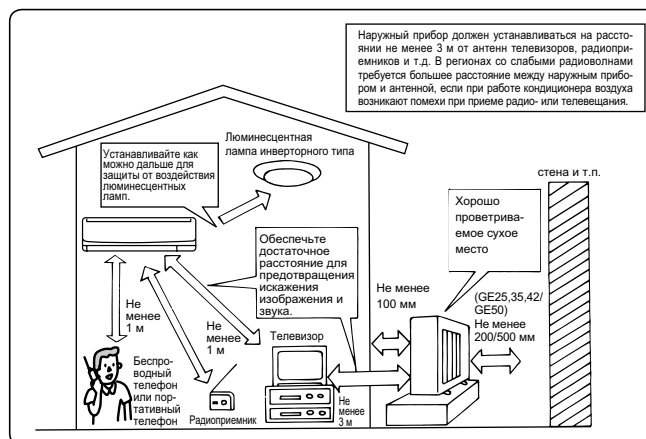 Наружный прибор должен устанавливаться на рассто-
янии не менее 3 м от антенн телевизоров, радиопри-
емников и т.д. В регионах со слабыми радиоволнами
требуется большее расстояние между наружным прибо-
ром и антенной, если при работе кондиционера воздуха
возникают помехи при приеме радио- или телевещания.
Люминесцентная
лампа инверторного типа
Устанавливайте как
можно дальше для
защиты от воздействия
люминесцентных
ламп.
стена и т.п.
Хорошо
проветрива-
емое сухое
место
Обеспечьте
достаточное
расстояние для
предотвращения
искажения
изображения и
звука.
Не менее
100 мм
(GE25,35,42/
GE50)
Не менее
200/500 мм
Не
менее
1 м
Не
менее
1 м
Телевизор
Беспро-
водный
телефон
или пор-
тативный
телефон
Радиоприемник
Не
менее
3 м